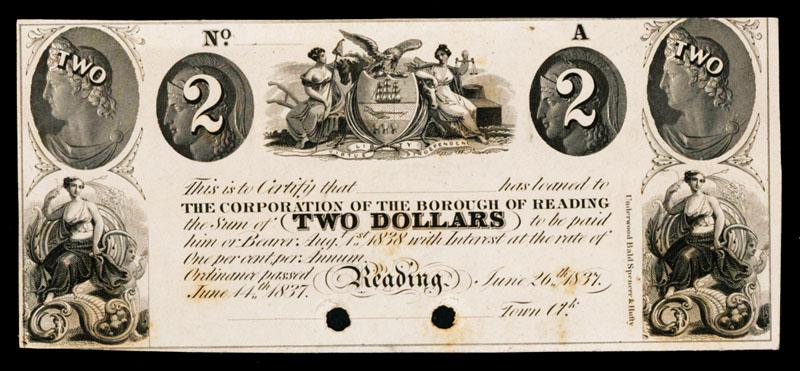 No. A
TWO 2 2 TWO
VIRTUE LIBERTY INDEPENDENCE
This is to Certify that has loaned to
THE CORPORATION OF THE BOROUGH OF READING
the Sum of (TWO DOLLARS) to be paid
him or Bearer Aug. 1st 1838 with Interest at the rate of
One per cent. per. Annum.
Ordinance passed Reading. June 26th 1837.
June 14th 1837.
Town Clk.
Underwood Bald Spencer & Hufty